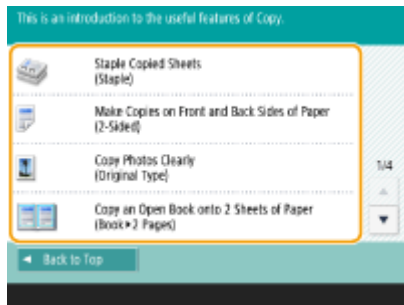 This is an introduction to the useful features of Copy.
Staple Copied Sheets
(Staple)
Make Copies on Front and Back Sides of Paper
(2-Sided)
Copy Photos Clearly
(Original Type)
1/4
Copy an Open Book onto 2 Sheets of Paper
(Book▶2 Pages)
◀ Back to Top